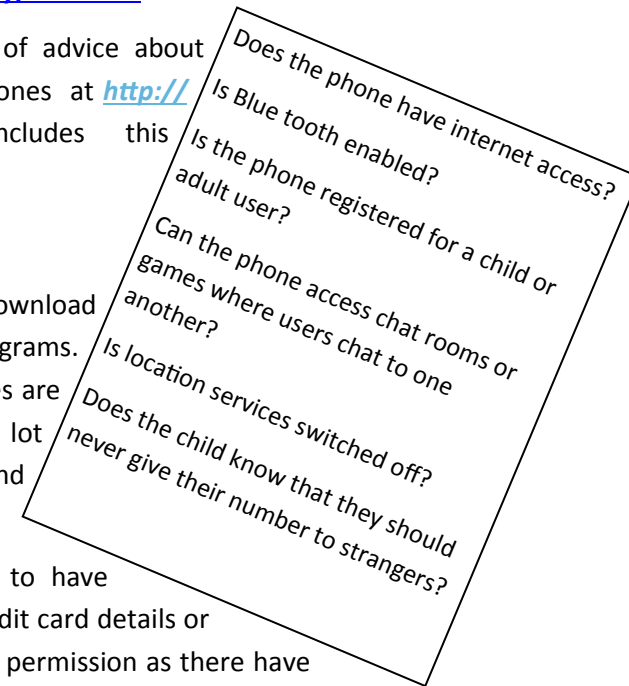 of advice about
ones at http://
ncludes this
ownload
grams.
es are
lot
nd
to have
dit card details or
permission as there have
Does the phone have internet access?
Is Blue tooth enabled?
Is the phone registered for a child or
adult user?
Can the phone access chat rooms or
games where users chat to one
another?
Is location services switched off?
Does the child know that they should
never give their number to strangers?